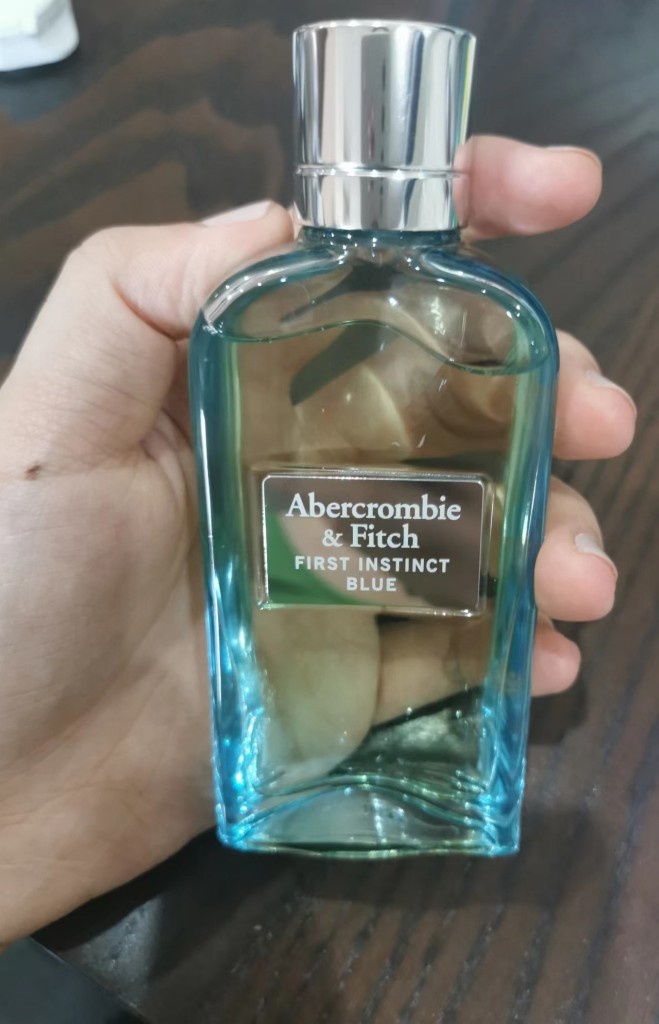 Abercrombie
& Fitch
FIRST INSTINCT
BLUE